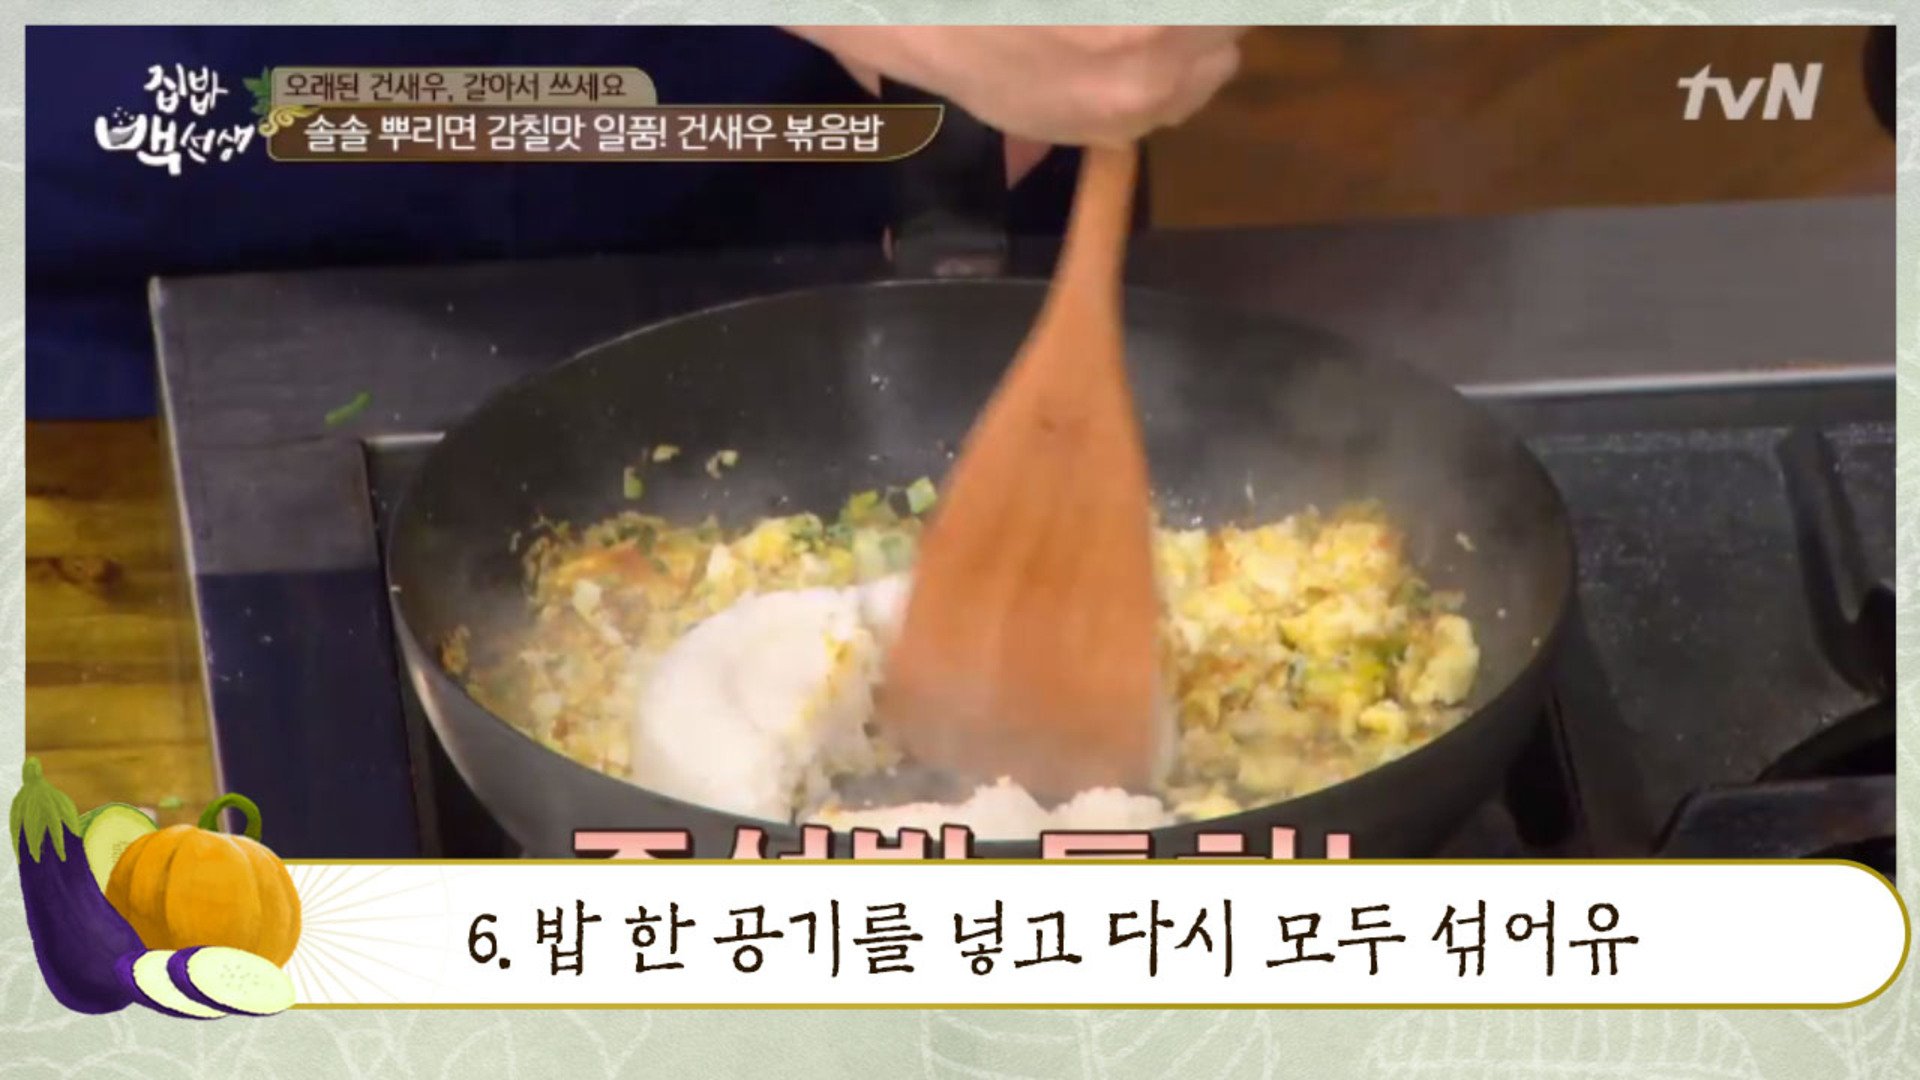 집밥
백선생
오래된 건새우, 갈아서 쓰세요
솔솔 뿌리면 감칠맛 일품! 건새우 볶음밥
tvN
6. 밥 한 공기를 넣고 다시 모두 섞어유